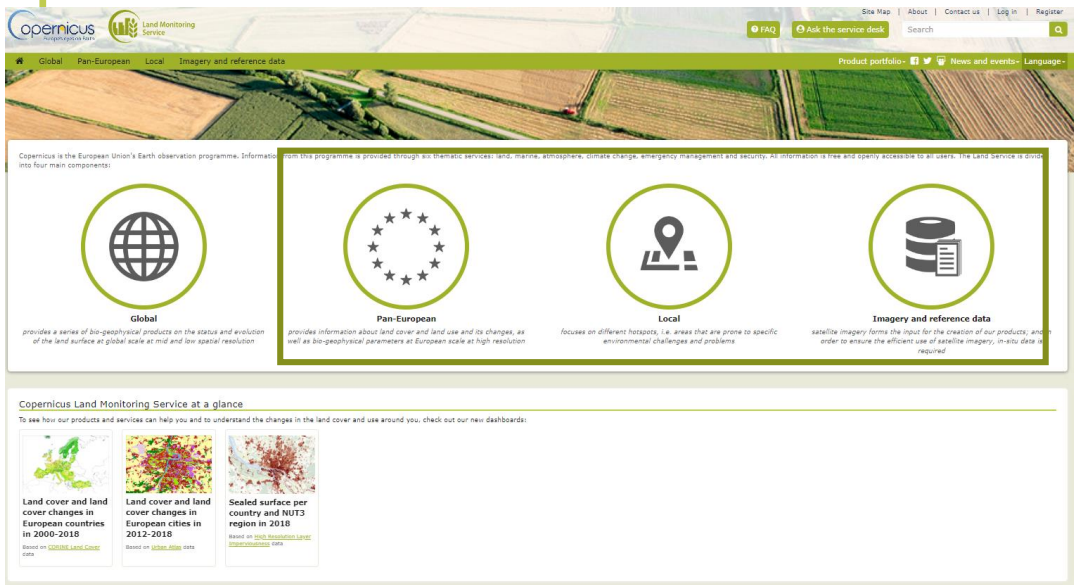 Site Map | About | Contact us | Log in | Register
Copernicus
Europe's eyes on Earth
Land Monitoring
Service
FAQ
Ask the service desk
Search
Global Pan-European Local Imagery and reference data
Product portfolio News and events Language
Copernicus is the European Union's Earth observation programme. Information from this programme is provided through six thematic services: land, marine, atmosphere, climate change, emergency management and security. All information is free and openly accessible to all users. The Land Service is divide
into four main components:
Global
provides a series of bio-geophysical products on the status and evolution
of the land surface at global scale at mid and low spatial resolution
Pan-European
provides information about land cover and land use and its changes, as
well as bio-geophysical parameters at European scale at high resolution
Local
focuses on different hotspots, i.e. areas that are prone to specific
environmental challenges and problems
Imagery and reference data
satellite imagery forms the input for the creation of our products; and in
order to ensure the efficient use of satellite imagery, in-situ data is
required
Copernicus Land Monitoring Service at a glance
To see how our products and services can help you and to understand the changes in the land cover and use around you, check out our new dashboards:
Land cover and land
cover changes in
European countries
in 2000-2018
Based on CORINE Land Cover
data
Land cover and land
cover changes in
European cities in
2012-2018
Based on Urban Atlas data
Sealed surface per
country and NUT3
region in 2018
Based on High Resolution Layer
Imperviousness data